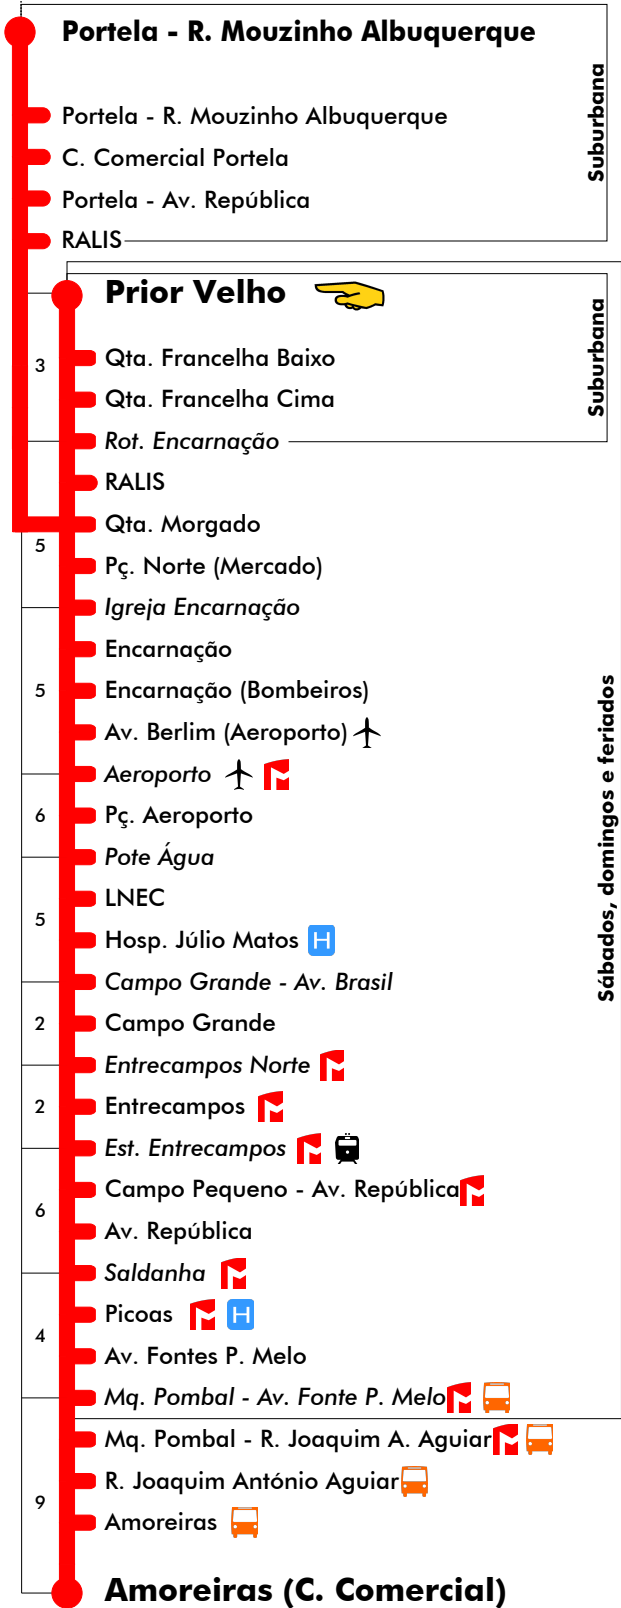 Portela - R. Mouzinho Albuquerque
Suburbana
Portela - R. Mouzinho Albuquerque
C. Comercial Portela
Portela - Av. República
RALIS
Prior Velho
Suburbana
3
Qta. Francelha Baixo
Qta. Francelha Cima
Rot. Encarnação
RALIS
Qta. Morgado
5
Pç. Norte (Mercado)
Igreja Encarnação
Encarnação
5
Encarnação (Bombeiros)
Av. Berlim (Aeroporto)
Aeroporto
6
Pç. Aeroporto
Pote Água
Sábados, domingos e feriados
LNEC
5
Hosp. Júlio Matos H
Campo Grande - Av. Brasil
2
Campo Grande
Entrecampos Norte
2
Entrecampos
Est. Entrecampos
Campo Pequeno - Av. República
6
Av. República
Saldanha
Picoas H
4
Av. Fontes P. Melo
Mq. Pombal - Av. Fonte P. Melo
Mq. Pombal - R. Joaquim A. Aguiar
R. Joaquim António Aguiar
9
Amoreiras
Amoreiras (C. Comercial)